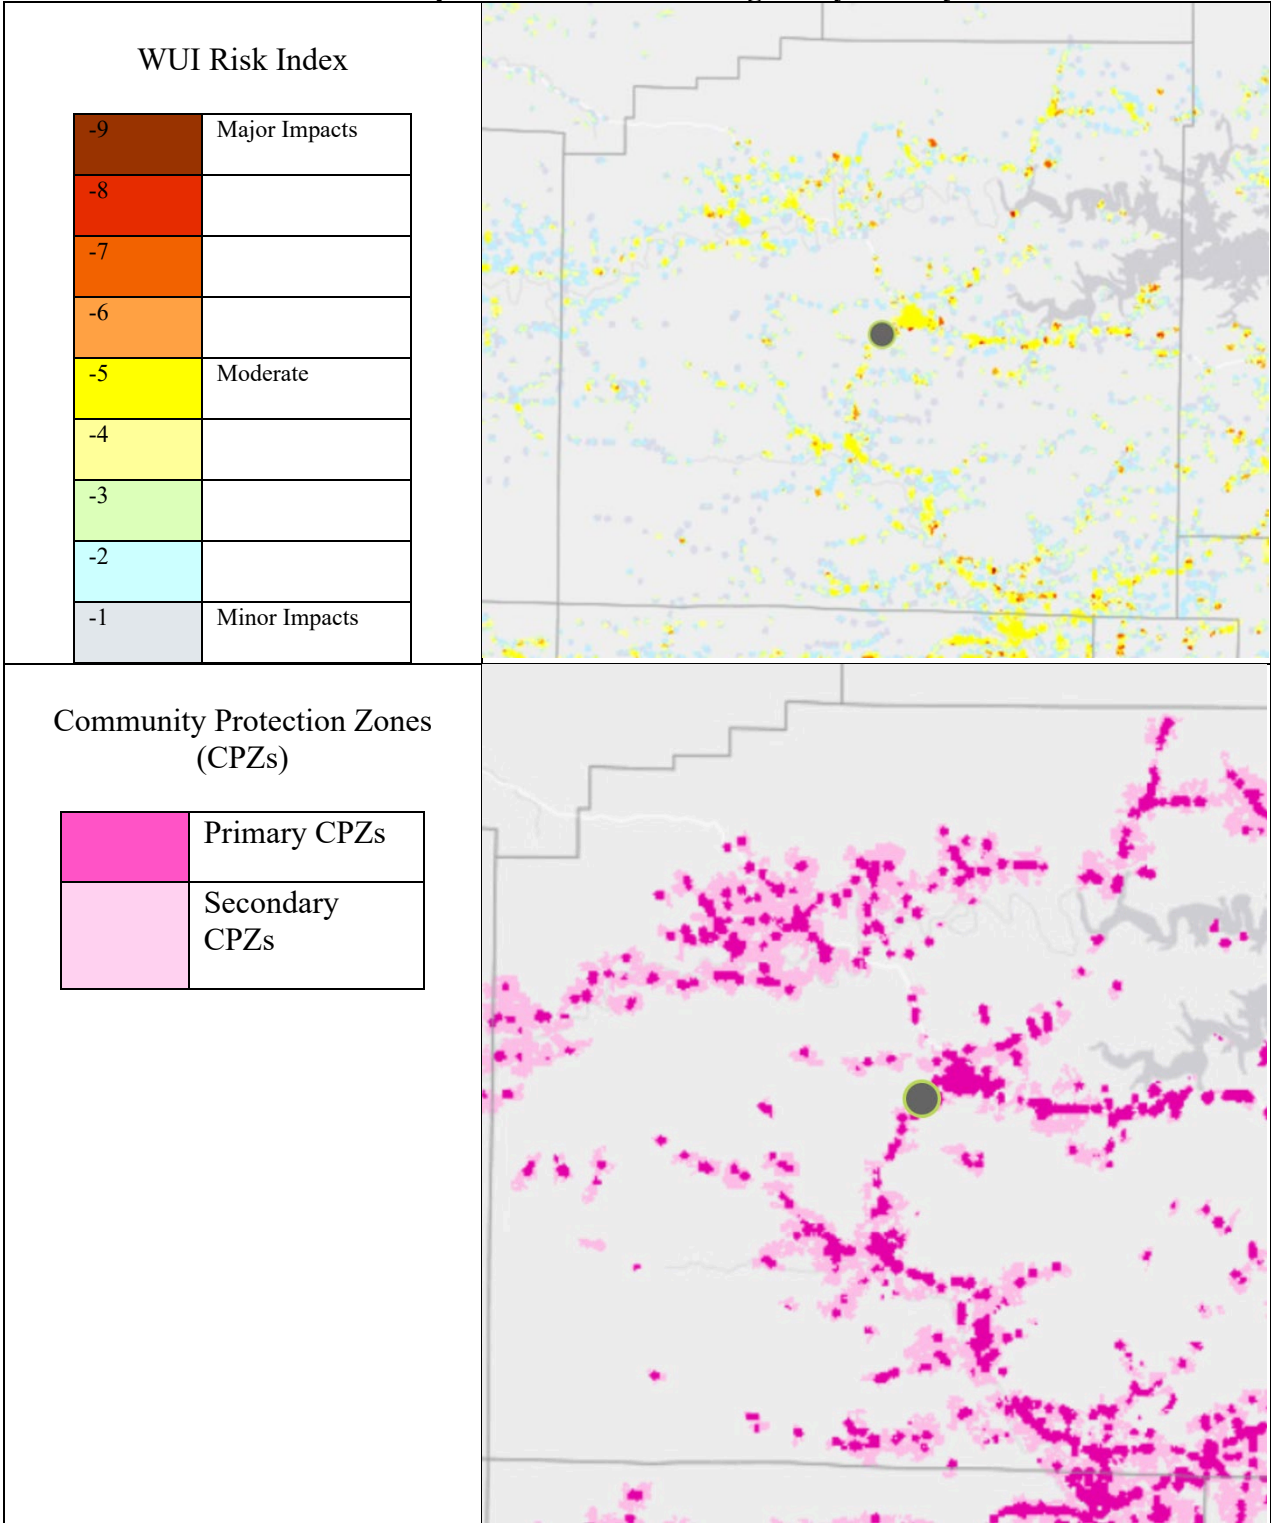 WUI Risk Index
-9 Major Impacts
-8
-7
-6
-5 Moderate
-4
-3
-2
-1 Minor Impacts
Community Protection Zones
(CPZs)
Primary CPZs
Secondary
CPZs